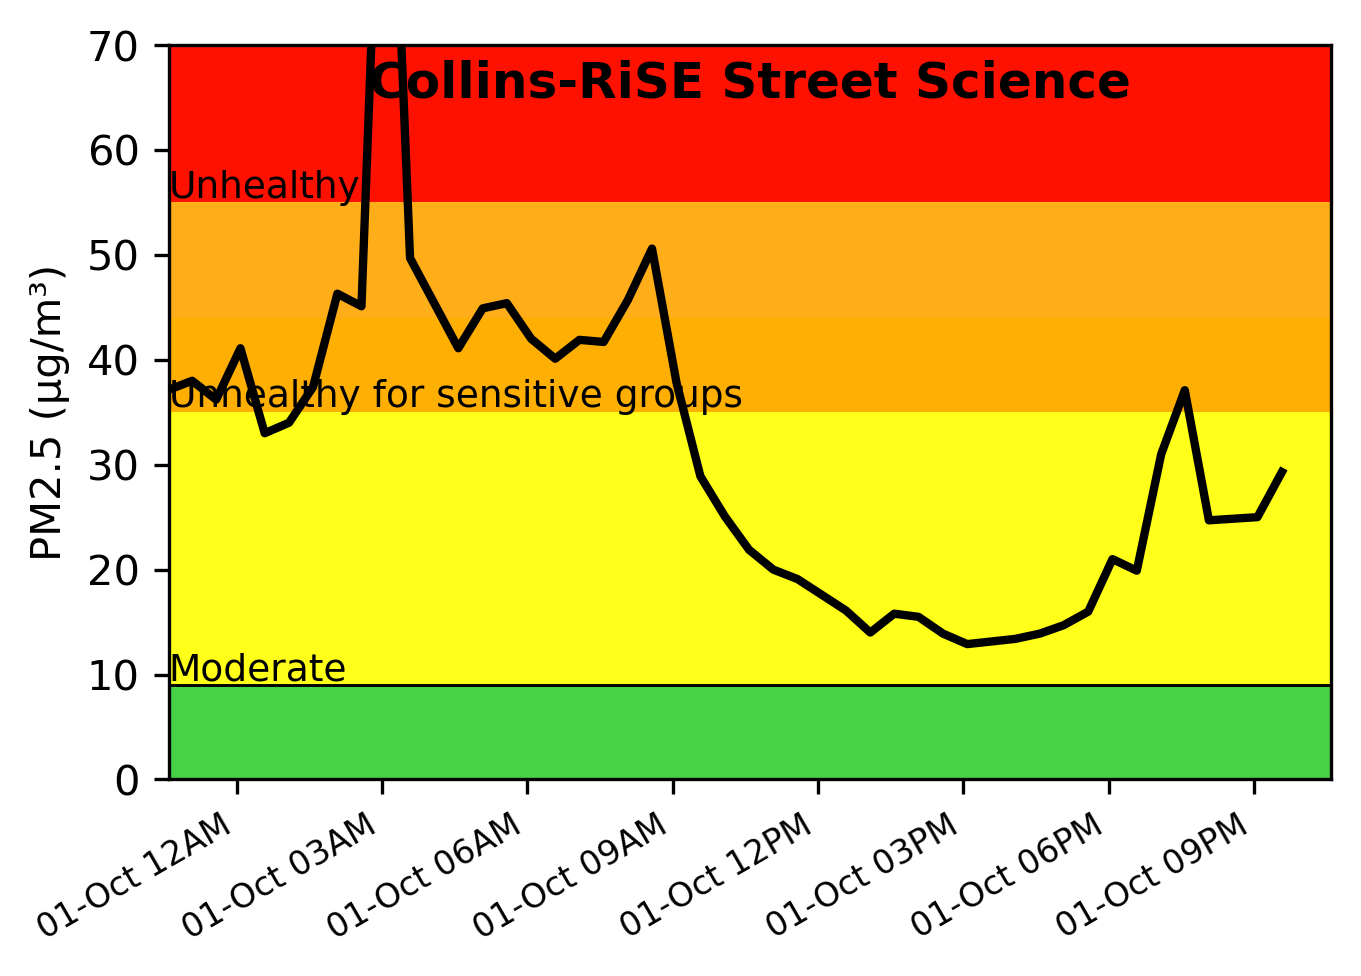 Collins-RiSE Street Science
70
60
50
40
30
20
10
0
PM2.5 (µg/m³)
Unhealthy
Unhealthy for sensitive groups
Moderate
01-Oct 12AM
01-Oct 03AM
01-Oct 06AM
01-Oct 09AM
01-Oct 12PM
01-Oct 03PM
01-Oct 06PM
01-Oct 09PM